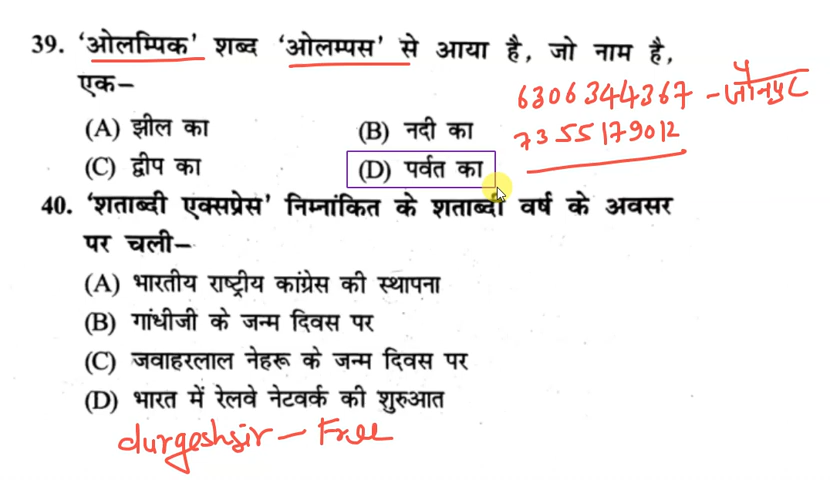 39. 'ओलम्पिक' शब्द 'ओलम्पस' से आया है, जो नाम है,
एक–
6306344367 – जौनपुर
(A) झील का (B) नदी का
7355179012
(C) द्वीप का (D) पर्वत का
40. 'शताब्दी एक्सप्रेस' निम्नांकित के शताब्दी वर्ष के अवसर
पर चली–
(A) भारतीय राष्ट्रीय कांग्रेस की स्थापना
(B) गांधीजी के जन्म दिवस पर
(C) जवाहरलाल नेहरू के जन्म दिवस पर
(D) भारत में रेलवे नेटवर्क की शुरुआत
durgeshsir – Free